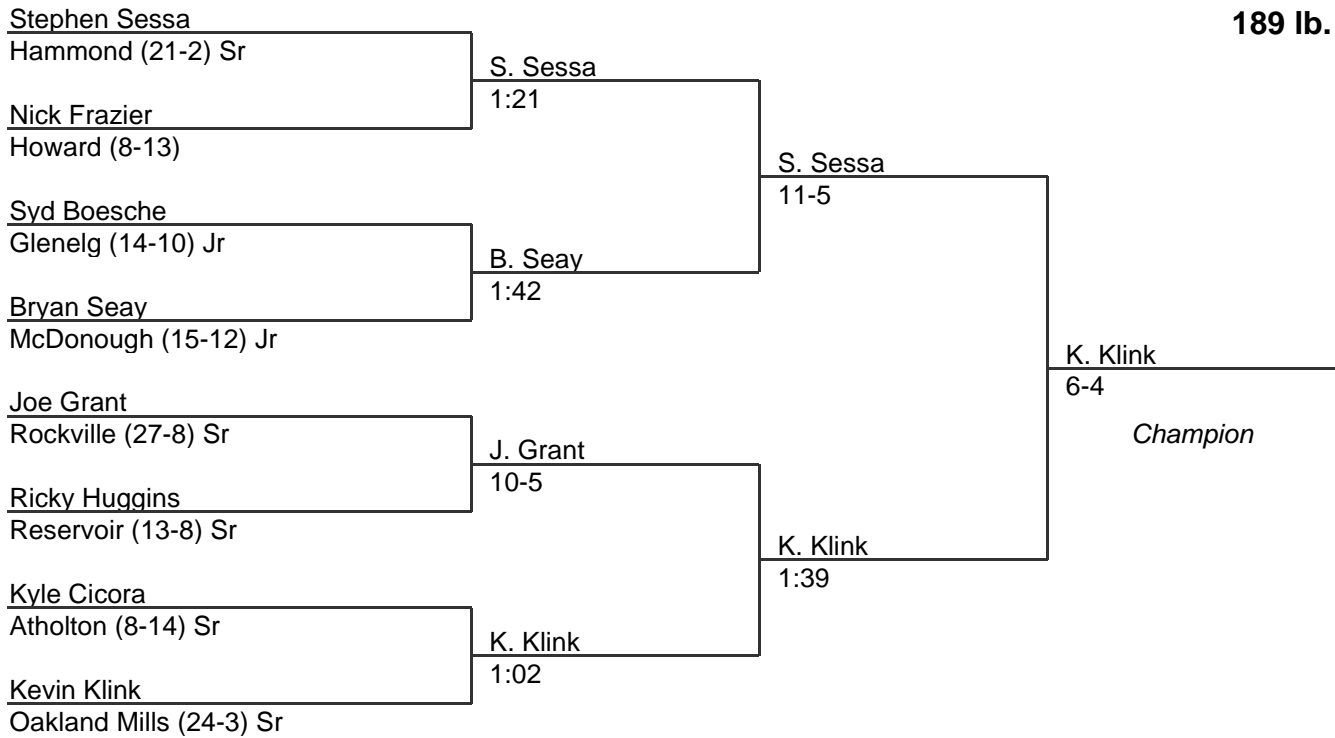 189 lb.
Stephen Sessa
Hammond (21-2) Sr
S. Sessa
1:21
Nick Frazier
Howard (8-13)
S. Sessa
11-5
Syd Boesche
Glenelg (14-10) Jr
B. Seay
1:42
Bryan Seay
McDonough (15-12) Jr
K. Klink
6-4
Champion
Joe Grant
Rockville (27-8) Sr
J. Grant
10-5
Ricky Huggins
Reservoir (13-8) Sr
K. Klink
1:39
Kyle Cicora
Atholton (8-14) Sr
K. Klink
1:02
Kevin Klink
Oakland Mills (24-3) Sr